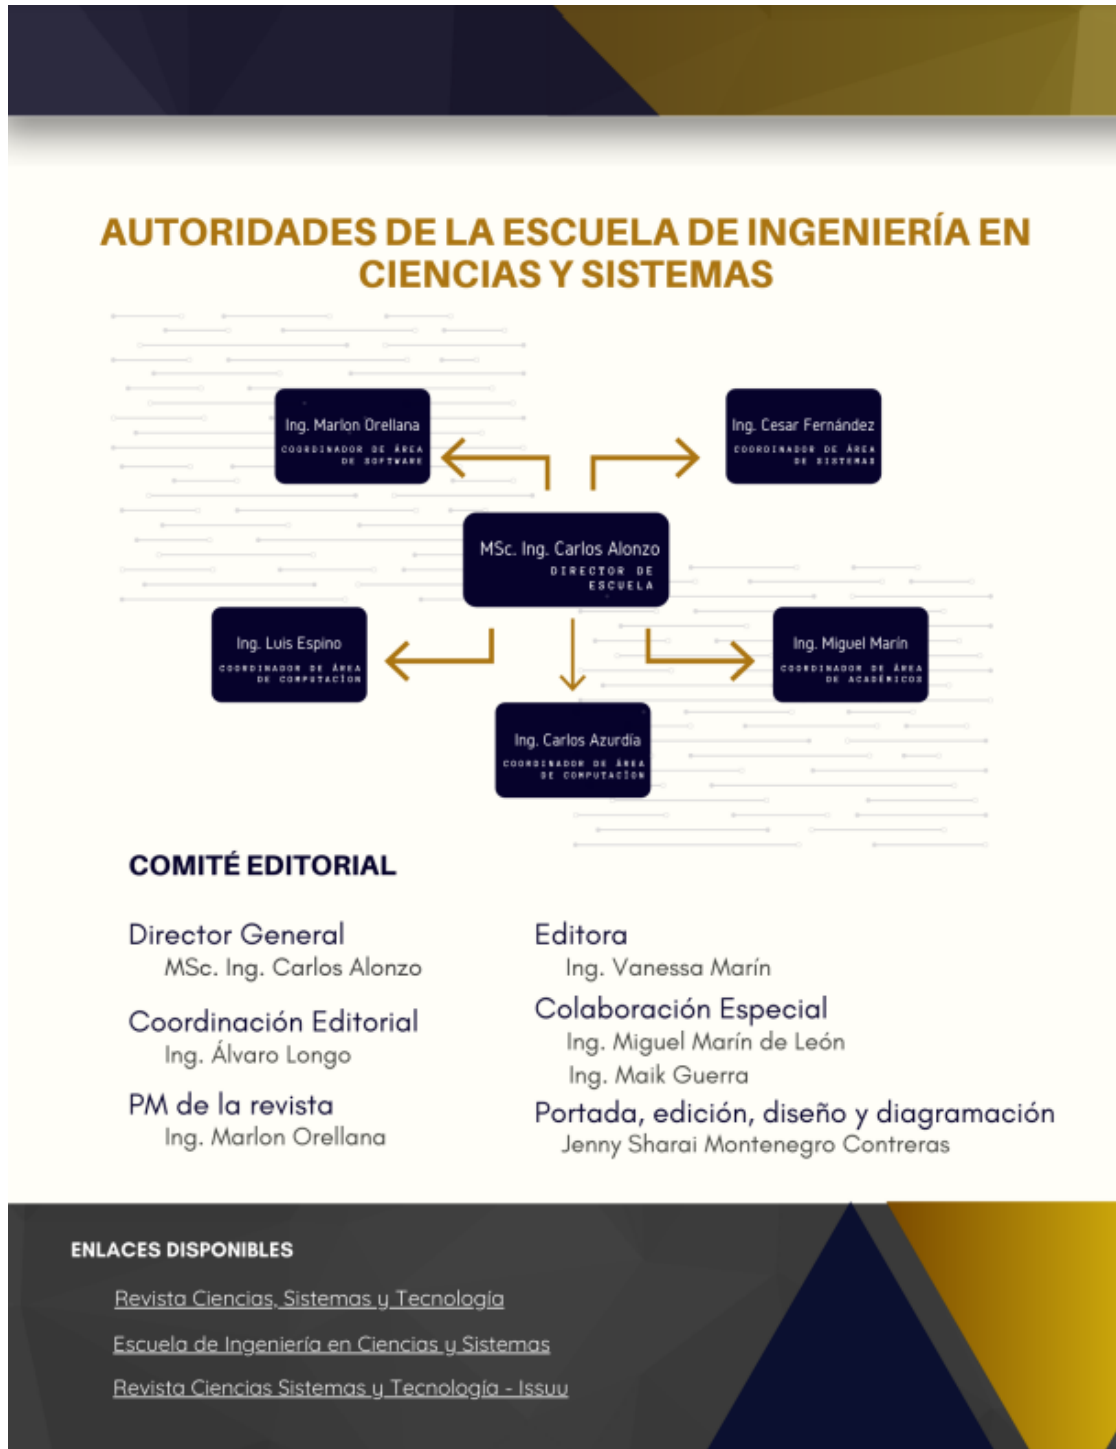 AUTORIDADES DE LA ESCUELA DE INGENIERÍA EN
CIENCIAS Y SISTEMAS
Ing. Marlon Orellana
COORDINADOR DE ÁREA
DE SOFTWARE
Ing. Cesar Fernández
COORDINADOR DE ÁREA
DE SISTEMAS
MSc. Ing. Carlos Alonzo
DIRECTOR DE
ESCUELA
Ing. Luis Espino
COORDINADOR DE ÁREA
DE COMPUTACIÓN
Ing. Miguel Marín
COORDINADOR DE ÁREA
DE ACADÉMICOS
Ing. Carlos Azurdía
COORDINADOR DE ÁREA
DE COMPUTACIÓN
COMITÉ EDITORIAL
Director General
MSc. Ing. Carlos Alonzo
Coordinación Editorial
Ing. Álvaro Longo
PM de la revista
Ing. Marlon Orellana
Editora
Ing. Vanessa Marín
Colaboración Especial
Ing. Miguel Marín de León
Ing. Maik Guerra
Portada, edición, diseño y diagramación
Jenny Sharai Montenegro Contreras
ENLACES DISPONIBLES
Revista Ciencias, Sistemas y Tecnología
Escuela de Ingeniería en Ciencias y Sistemas
Revista Ciencias Sistemas y Tecnología - Issuu